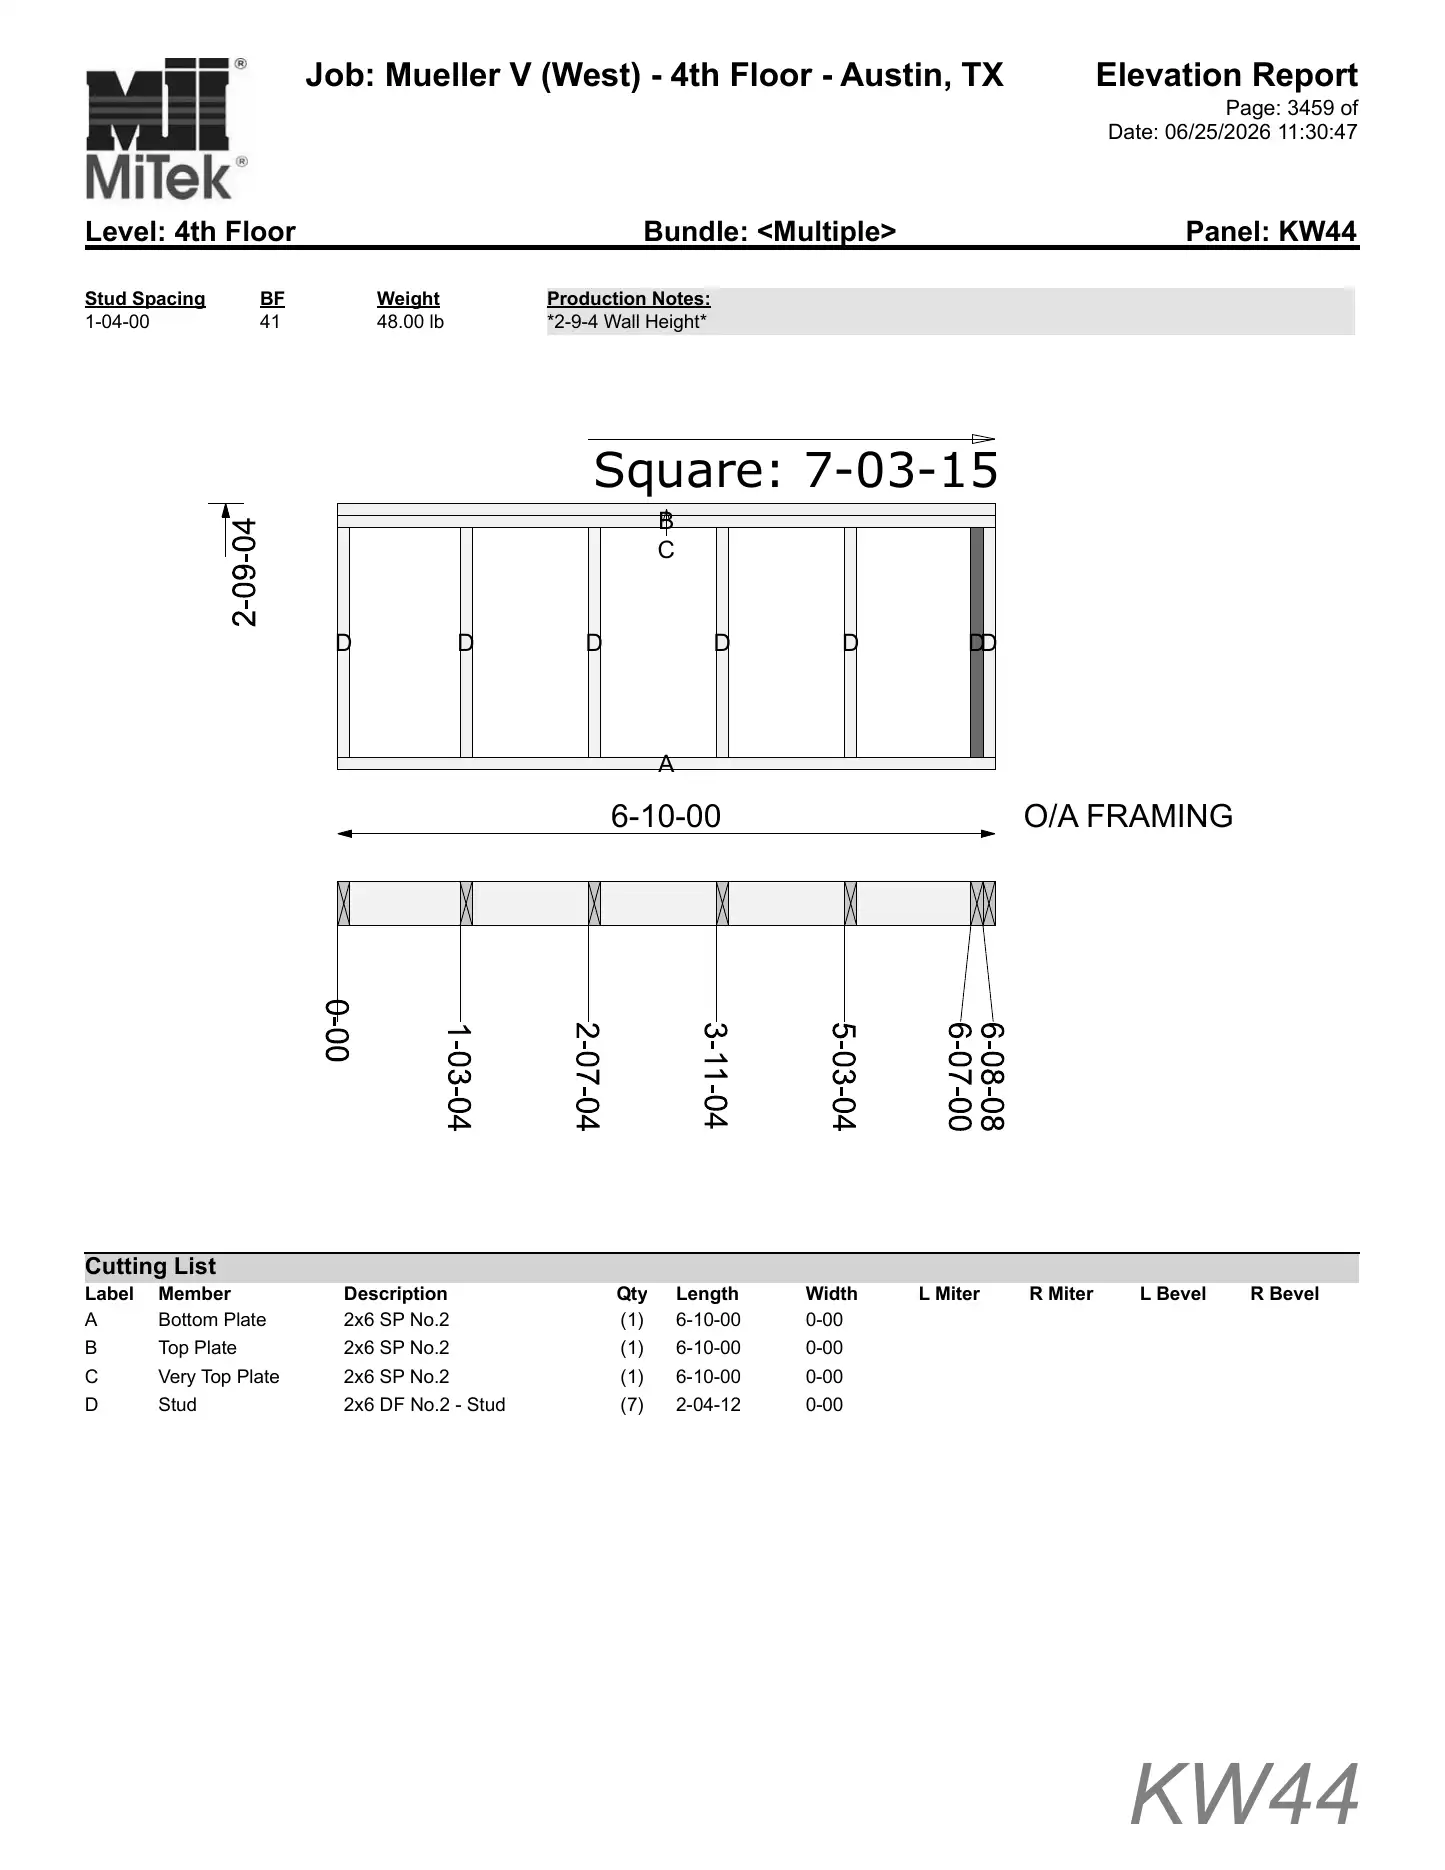 Job: Mueller V (West) - 4th Floor - Austin, TX
Elevation Report
Page: 3459 of
Date: 06/25/2026 11:30:47
MiTek®
Level: 4th Floor
Bundle: <Multiple>
Panel: KW44
Stud Spacing BF Weight Production Notes:
1-04-00 41 48.00 lb *2-9-4 Wall Height*
Square: 7-03-15
2-09-04
B
C
D D D D D D D
A
6-10-00
O/A FRAMING
0-00
1-03-04
2-07-04
3-11-04
5-03-04
6-07-00
6-08-08
Cutting List
Label Member Description Qty Length Width L Miter R Miter L Bevel R Bevel
A Bottom Plate 2x6 SP No.2 (1) 6-10-00 0-00
B Top Plate 2x6 SP No.2 (1) 6-10-00 0-00
C Very Top Plate 2x6 SP No.2 (1) 6-10-00 0-00
D Stud 2x6 DF No.2 - Stud (7) 2-04-12 0-00
KW44